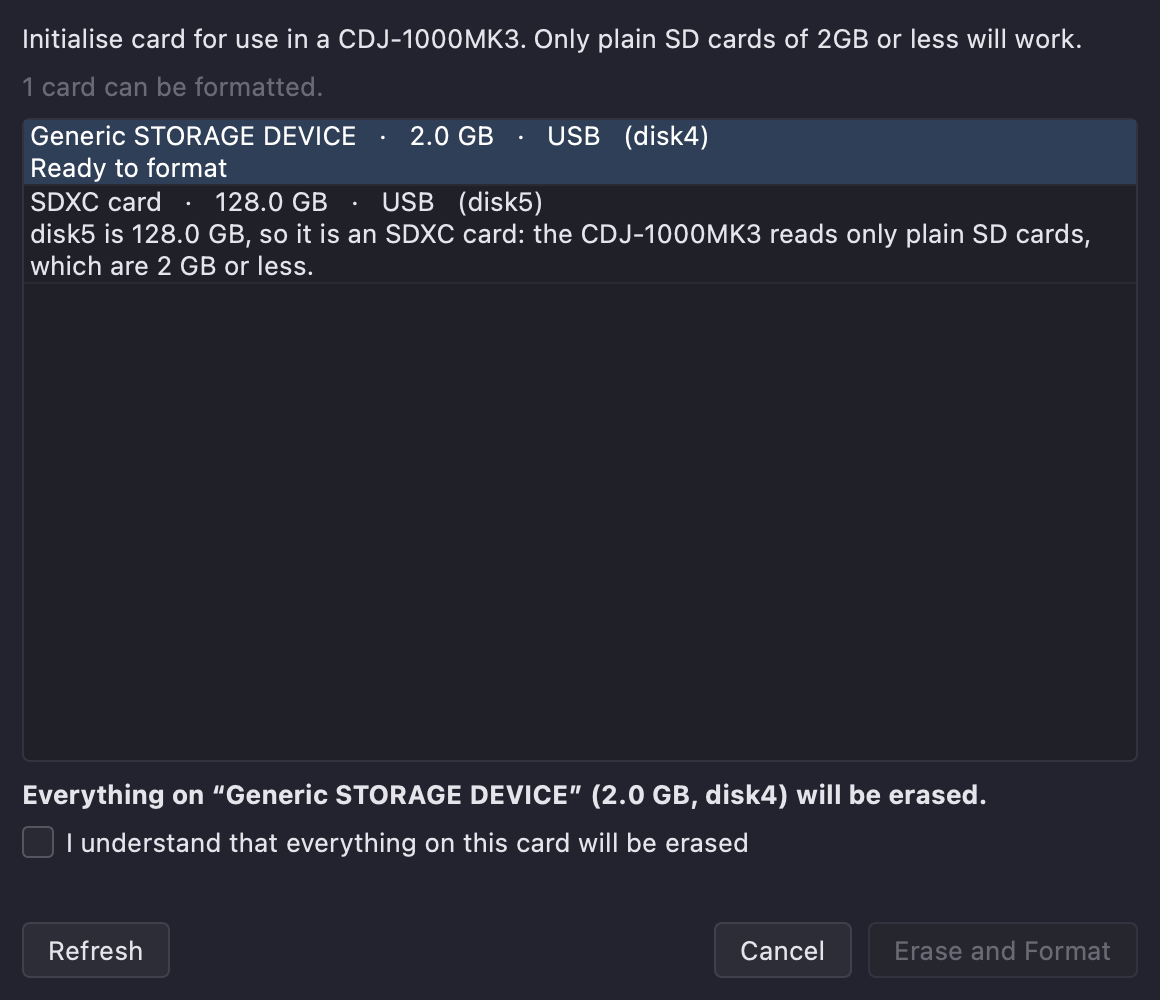 Initialise card for use in a CDJ-1000MK3. Only plain SD cards of 2GB or less will work.
1 card can be formatted.
Generic STORAGE DEVICE · 2.0 GB · USB (disk4)
Ready to format
SDXC card · 128.0 GB · USB (disk5)
disk5 is 128.0 GB, so it is an SDXC card: the CDJ-1000MK3 reads only plain SD cards,
which are 2 GB or less.
Everything on “Generic STORAGE DEVICE” (2.0 GB, disk4) will be erased.
I understand that everything on this card will be erased
Refresh Cancel Erase and Format